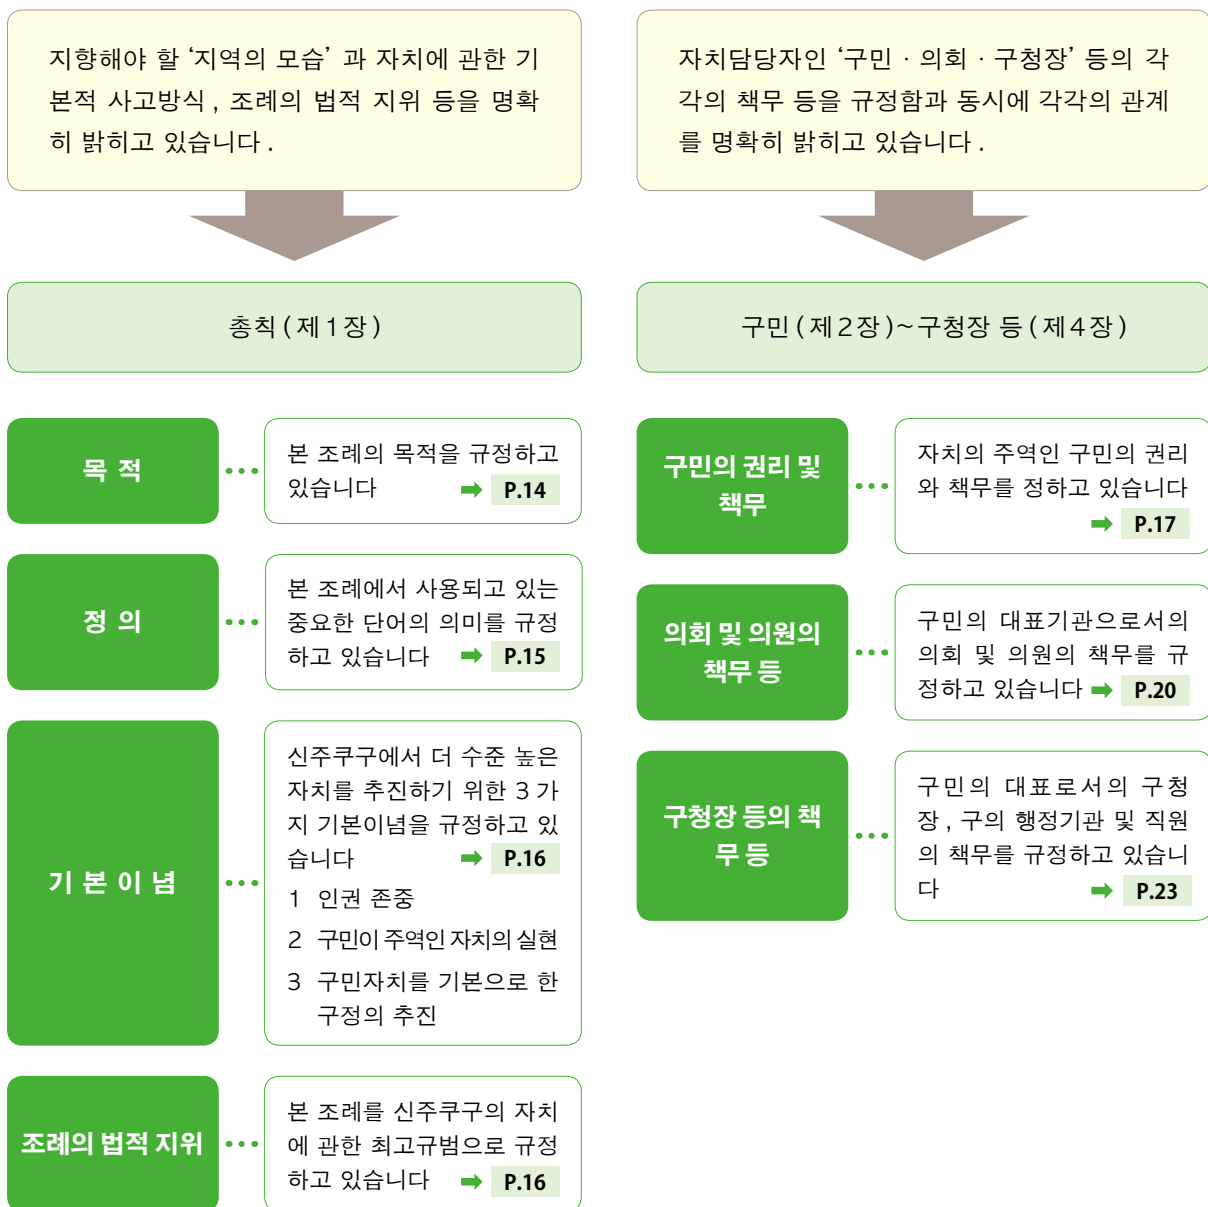 지향해야 할 ‘지역의 모습’ 과 자치에 관한 기
본적 사고방식 , 조례의 법적 지위 등을 명확
히 밝히고 있습니다 .
총칙 ( 제 1 장 )
목 적
본 조례의 목적을 규정하고
있습니다 ➡ P.14
정 의
본 조례에서 사용되고 있는
중요한 단어의 의미를 규정
하고 있습니다 ➡ P.15
기 본 이 념
신주쿠구에서 더 수준 높은
자치를 추진하기 위한 3 가
지 기본이념을 규정하고 있
습니다 ➡ P.16
1 인권 존중
2 구민이 주역인 자치의 실현
3 구민자치를 기본으로 한
구정의 추진
조례의 법적 지위
본 조례를 신주쿠구의 자치
에 관한 최고규범으로 규정
하고 있습니다 ➡ P.16
자치담당자인 ‘구민 · 의회 · 구청장’ 등의 각
각의 책무 등을 규정함과 동시에 각각의 관계
를 명확히 밝히고 있습니다 .
구민 ( 제 2 장 )~ 구청장 등 ( 제 4 장 )
구민의 권리 및
책무
자치의 주역인 구민의 권리
와 책무를 정하고 있습니다
➡ P.17
의회 및 의원의
책무 등
구민의 대표기관으로서의
의회 및 의원의 책무를 규
정하고 있습니다 ➡ P.20
구청장 등의 책
무 등
구민의 대표로서의 구청
장 , 구의 행정기관 및 직원
의 책무를 규정하고 있습니
다 ➡ P.23